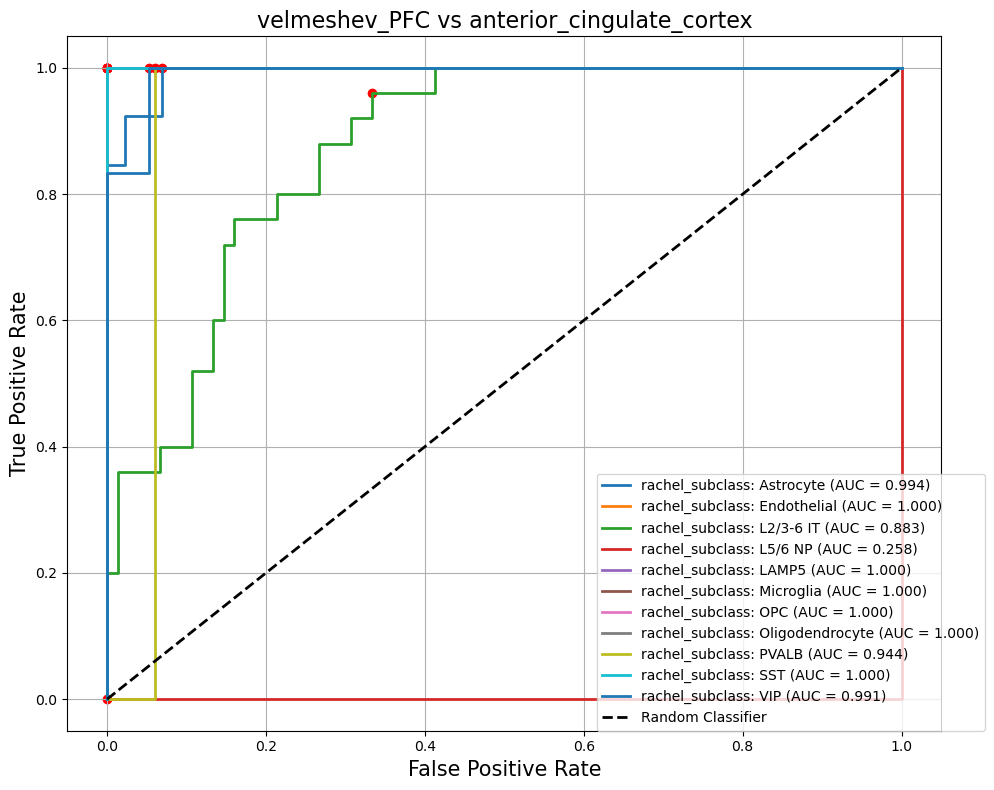 velmeshev_PFC vs anterior_cingulate_cortex
True Positive Rate
1.0
0.8
0.6
0.4
0.2
0.0
0.0
0.2
0.4
0.6
0.8
1.0
False Positive Rate
rachel_subclass: Astrocyte (AUC = 0.994)
rachel_subclass: Endothelial (AUC = 1.000)
rachel_subclass: L2/3-6 IT (AUC = 0.883)
rachel_subclass: L5/6 NP (AUC = 0.258)
rachel_subclass: LAMP5 (AUC = 1.000)
rachel_subclass: Microglia (AUC = 1.000)
rachel_subclass: OPC (AUC = 1.000)
rachel_subclass: Oligodendrocyte (AUC = 1.000)
rachel_subclass: PVALB (AUC = 0.944)
rachel_subclass: SST (AUC = 1.000)
rachel_subclass: VIP (AUC = 0.991)
Random Classifier